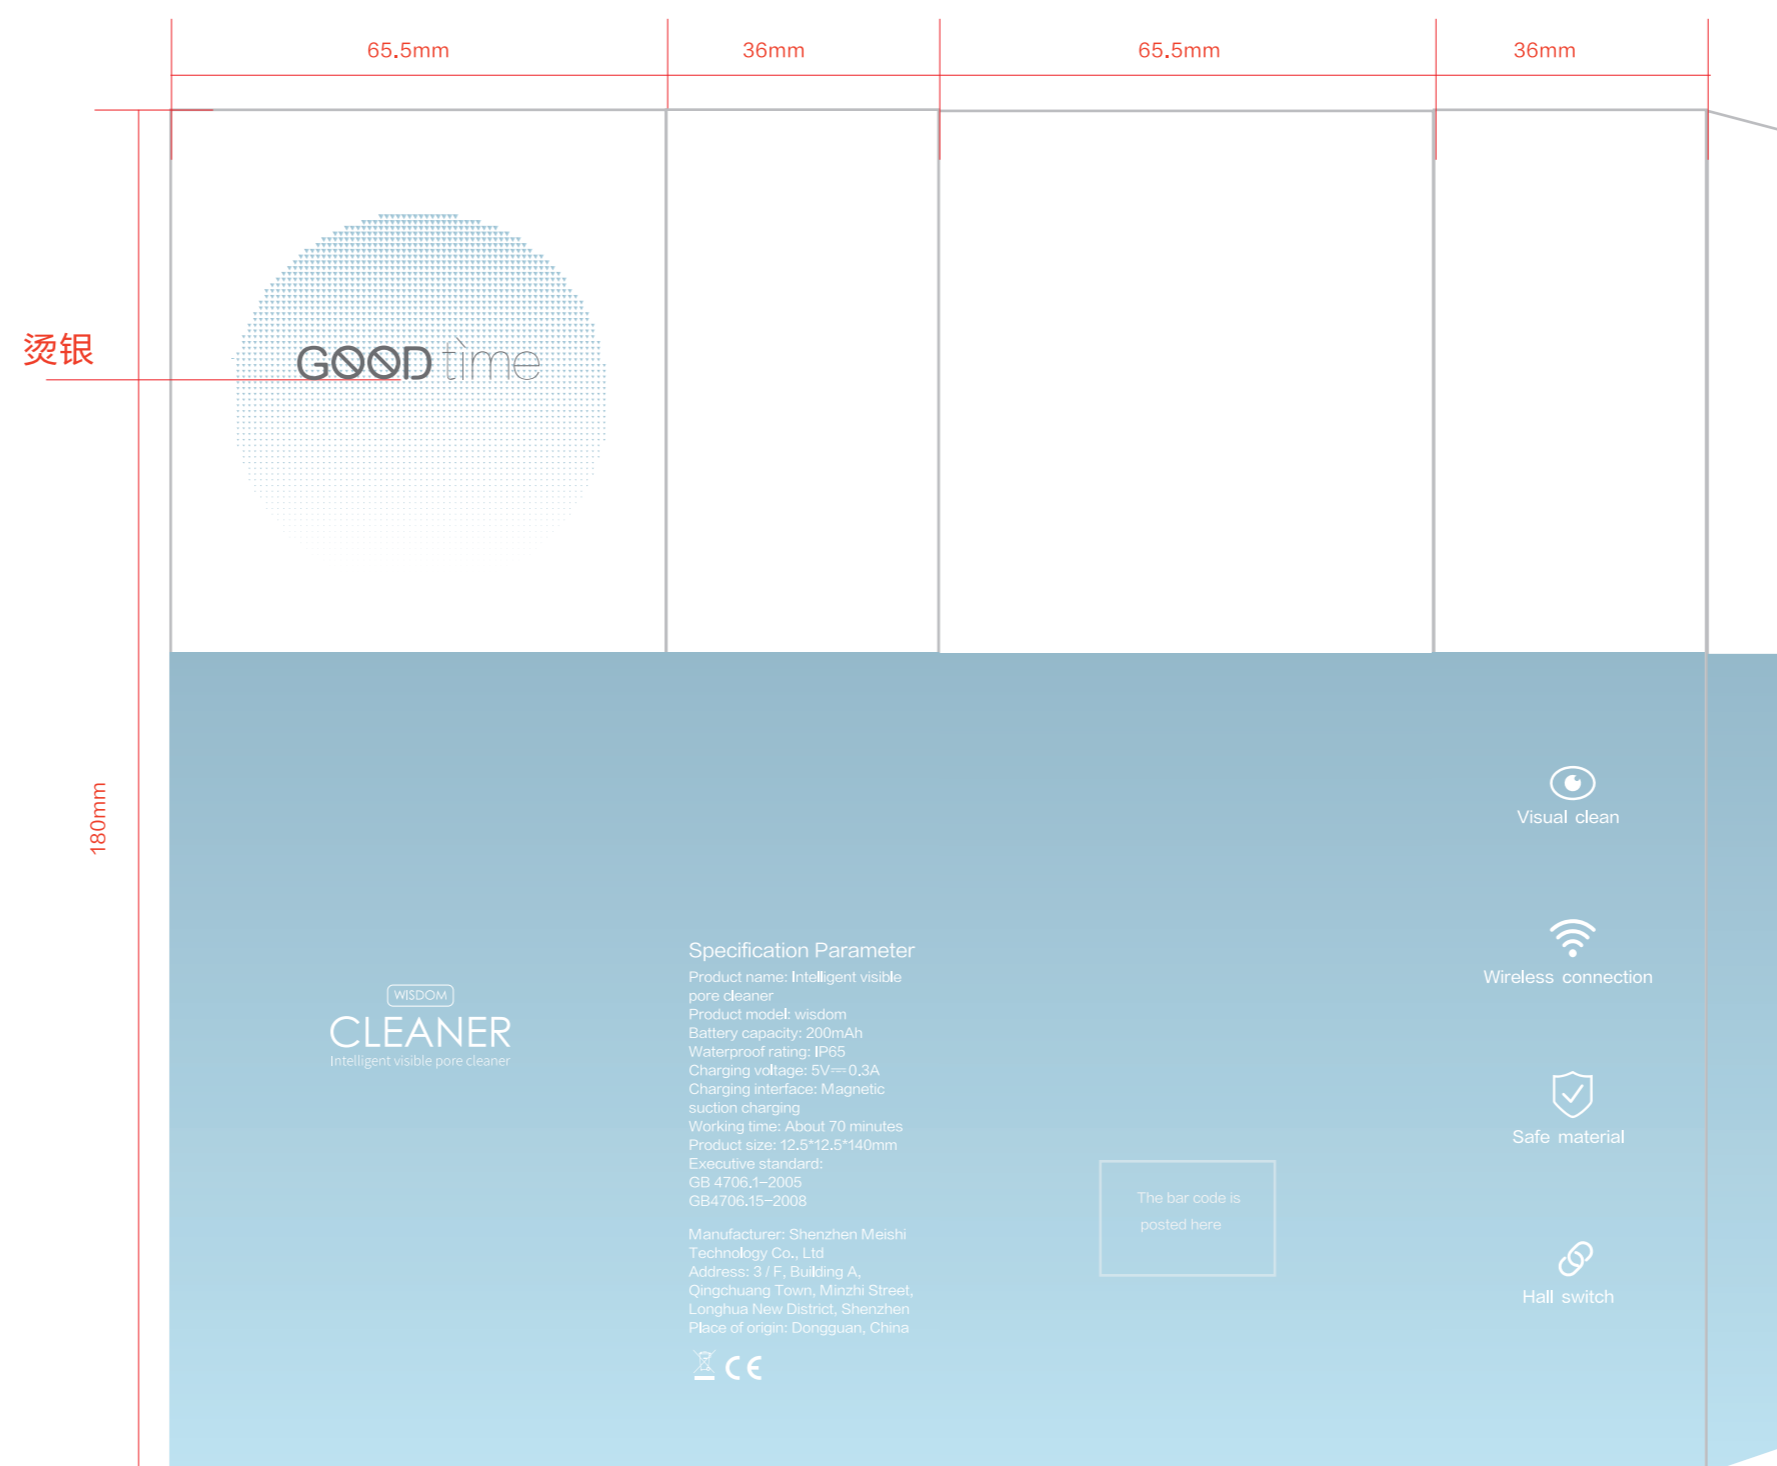 65.5mm
36mm
65.5mm
36mm
烫银
GOOD tìme
180mm
WISDOM
CLEANER
Intelligent visible pore cleaner
Specification Parameter
Product name: Intelligent visible
pore cleaner
Product model: wisdom
Battery capacity: 200mAh
Waterproof rating: IP65
Charging voltage: 5V⎓0.3A
Charging interface: Magnetic
suction charging
Working time: About 70 minutes
Product size: 12.5*12.5*140mm
Executive standard:
GB 4706.1-2005
GB4706.15-2008
Manufacturer: Shenzhen Meishi
Technology Co., Ltd
Address: 3 / F, Building A,
Qingchuang Town, Minzhi Street,
Longhua New District, Shenzhen
Place of origin: Dongguan, China
CE
The bar code is
posted here
Visual clean
Wireless connection
Safe material
Hall switch